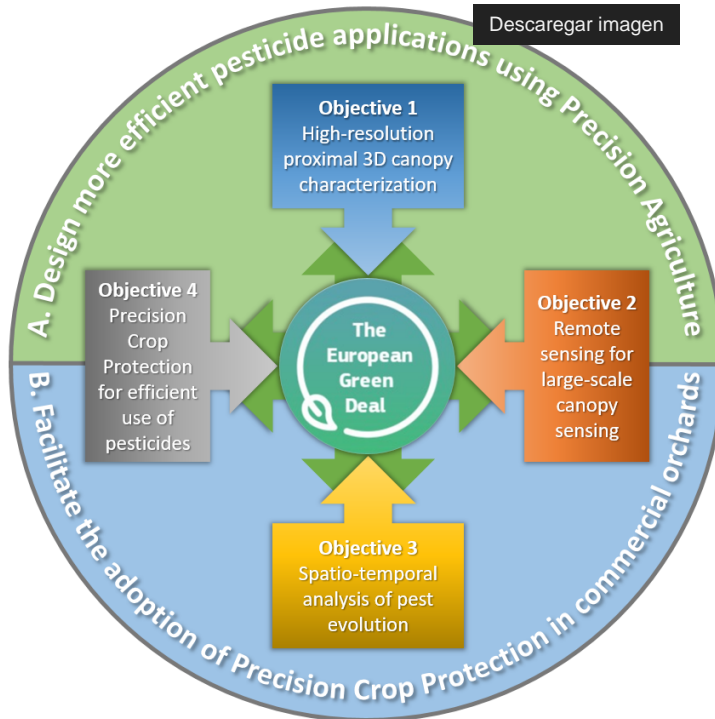 Descaregar imagen
A. Design more efficient pesticide applications using Precision Agriculture
Objective 1
High-resolution
proximal 3D canopy
characterization
Objective 4
Precision
Crop
Protection
for efficient
use of
pesticides
The
European
Green
Deal
Objective 2
Remote
sensing for
large-scale
canopy
sensing
Objective 3
Spatio-temporal
analysis of pest
evolution
B. Facilitate the adoption of Precision Crop Protection in commercial orchards